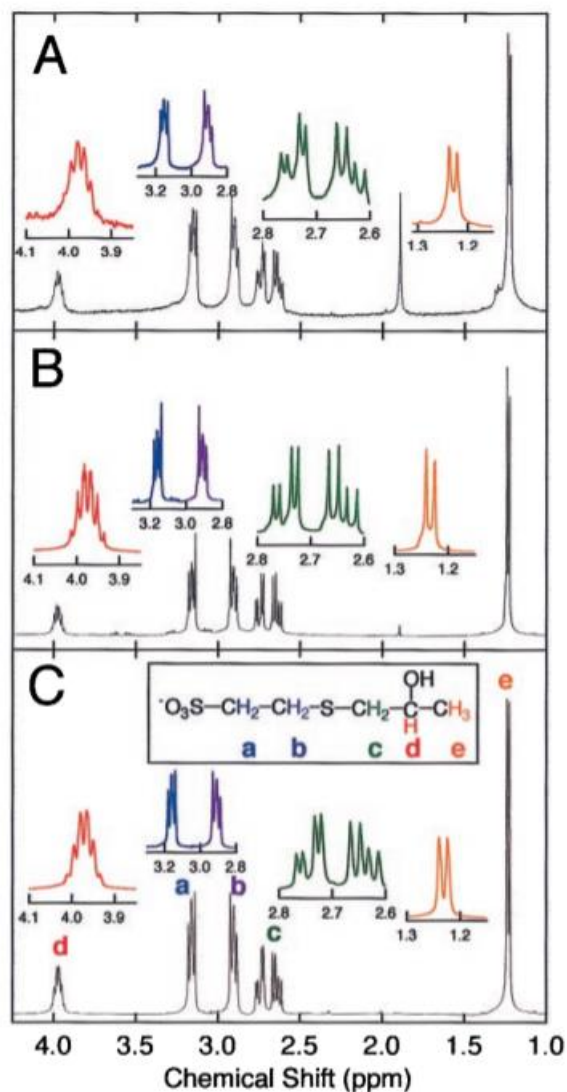 A
3.2 3.0 2.8
4.1 4.0 3.9
2.8 2.7 2.6
1.3 1.2
B
3.2 3.0 2.8
4.1 4.0 3.9
2.8 2.7 2.6
1.3 1.2
C
OH
-O3S-CH2-CH2-S-CH2-C-CH3
H
a b c d e
e
3.2 3.0 2.8
4.1 4.0 3.9
2.8 2.7 2.6
1.3 1.2
a b
d c
4.0 3.5 3.0 2.5 2.0 1.5 1.0
Chemical Shift (ppm)